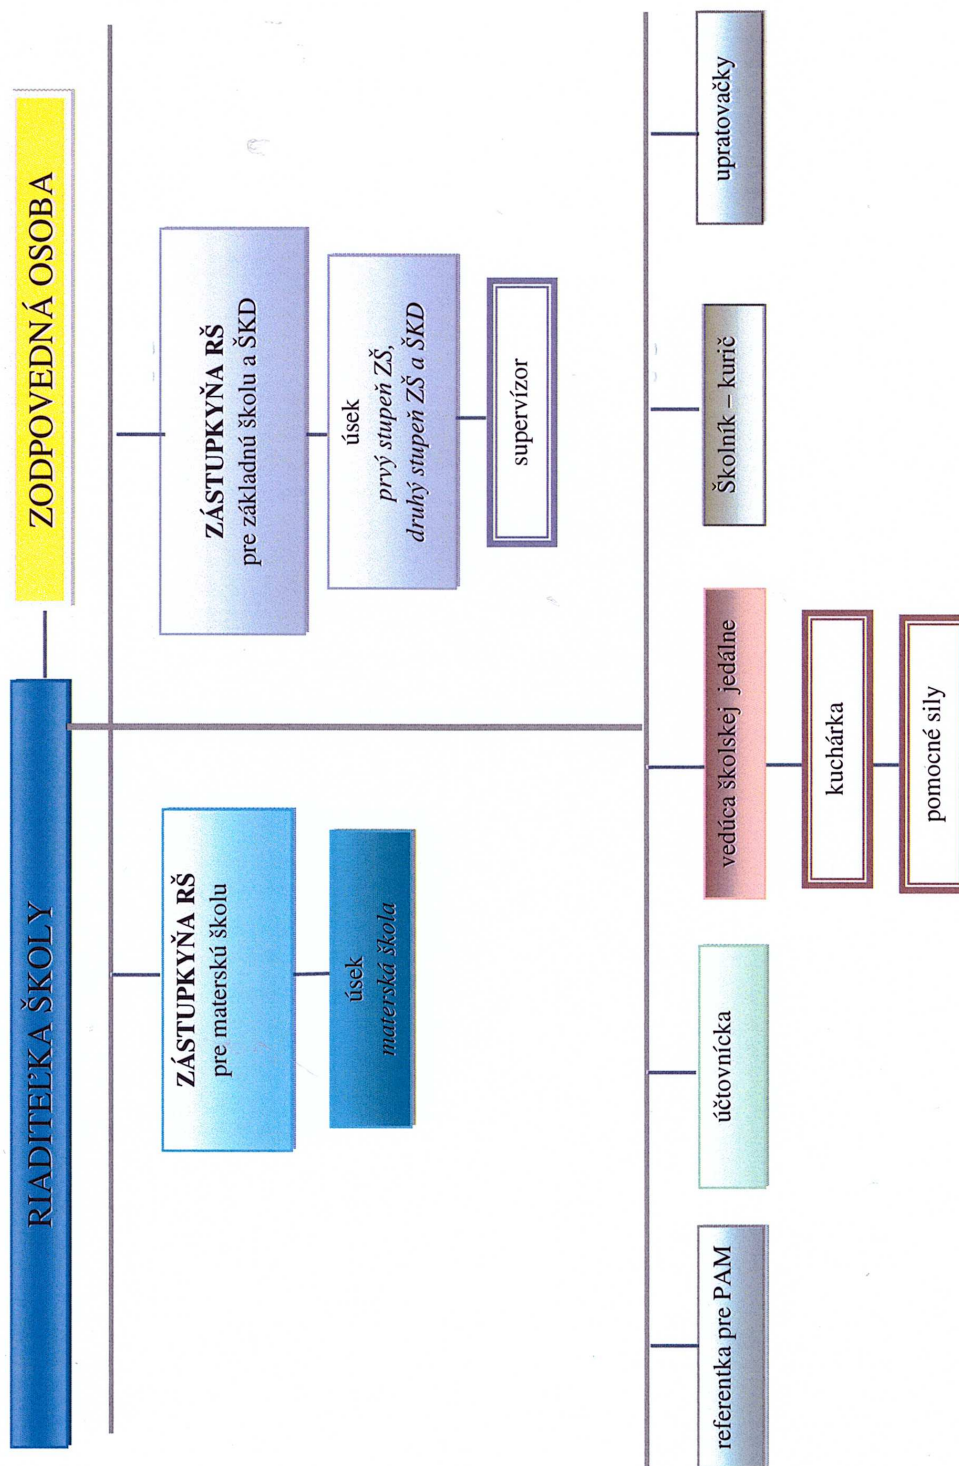 RIADITEĽKA ŠKOLY
ZODPOVEDNÁ OSOBA
ZÁSTUPKYŇA RŠ
pre materskú školu
úsek
materská škola
ZÁSTUPKYŇA RŠ
pre základnú školu a ŠKD
úsek
prvý stupeň ZŠ,
druhý stupeň ZŠ a ŠKD
supervízor
referentka pre PAM
účtovnícka
vedúca školskej jedálne
kuchárka
pomocné sily
Školník – kurič
upratovačky